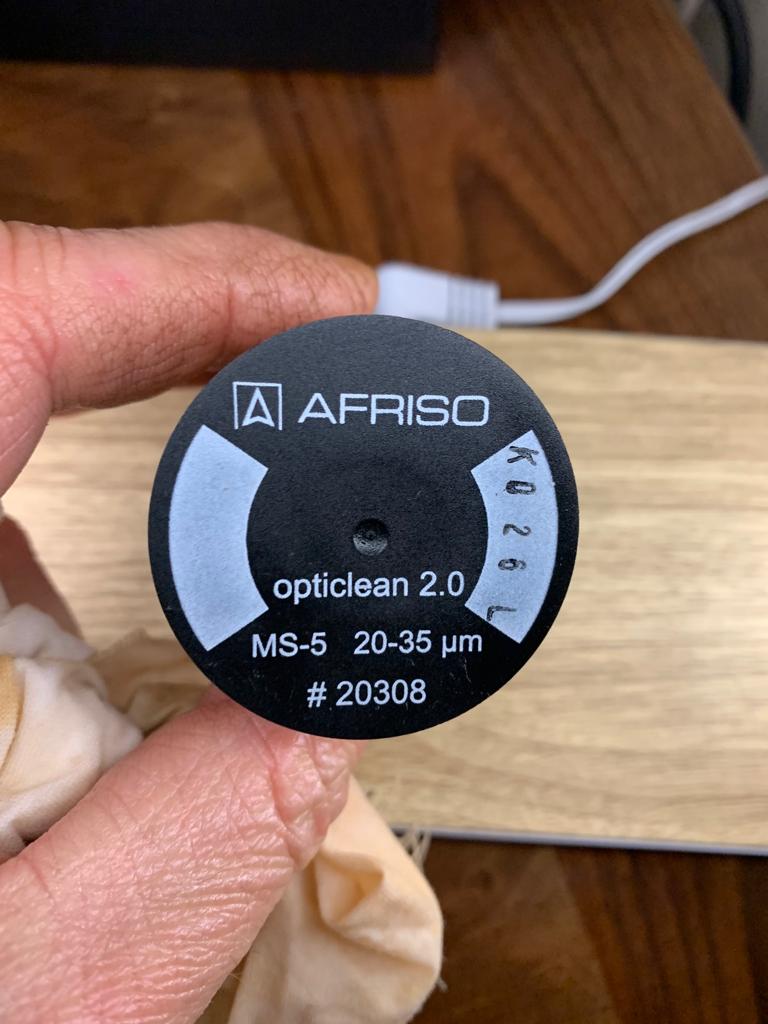 AFRISO
K026L
opticlean 2.0
MS-5 20-35 µm
# 20308